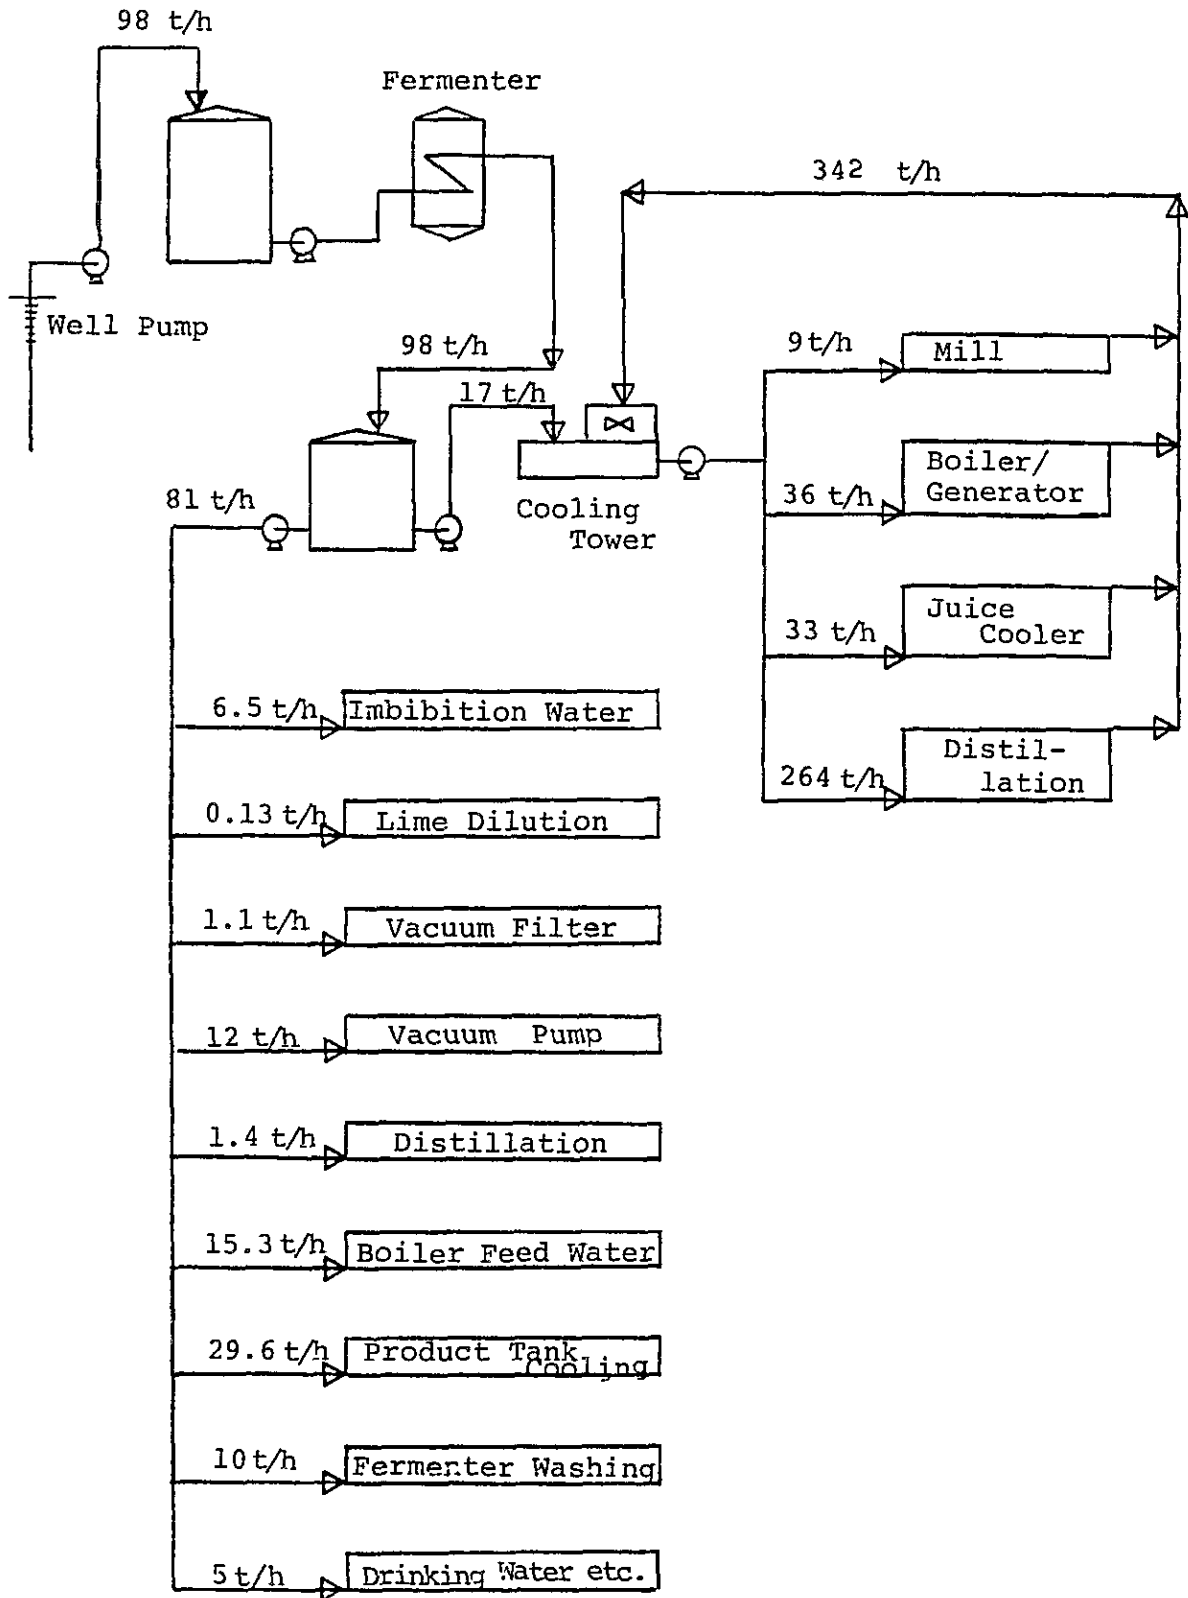 98 t/h
Fermenter
342 t/h
Well Pump
98 t/h
17 t/h
9 t/h
Mill
81 t/h
Cooling
Tower
36 t/h
Boiler/
Generator
33 t/h
Juice
Cooler
264 t/h
Distil-
lation
6.5 t/h
Imbibition Water
0.13 t/h
Lime Dilution
1.1 t/h
Vacuum Filter
12 t/h
Vacuum Pump
1.4 t/h
Distillation
15.3 t/h
Boiler Feed Water
29.6 t/h
Product Tank
Cooling
10 t/h
Fermenter Washing
5 t/h
Drinking Water etc.